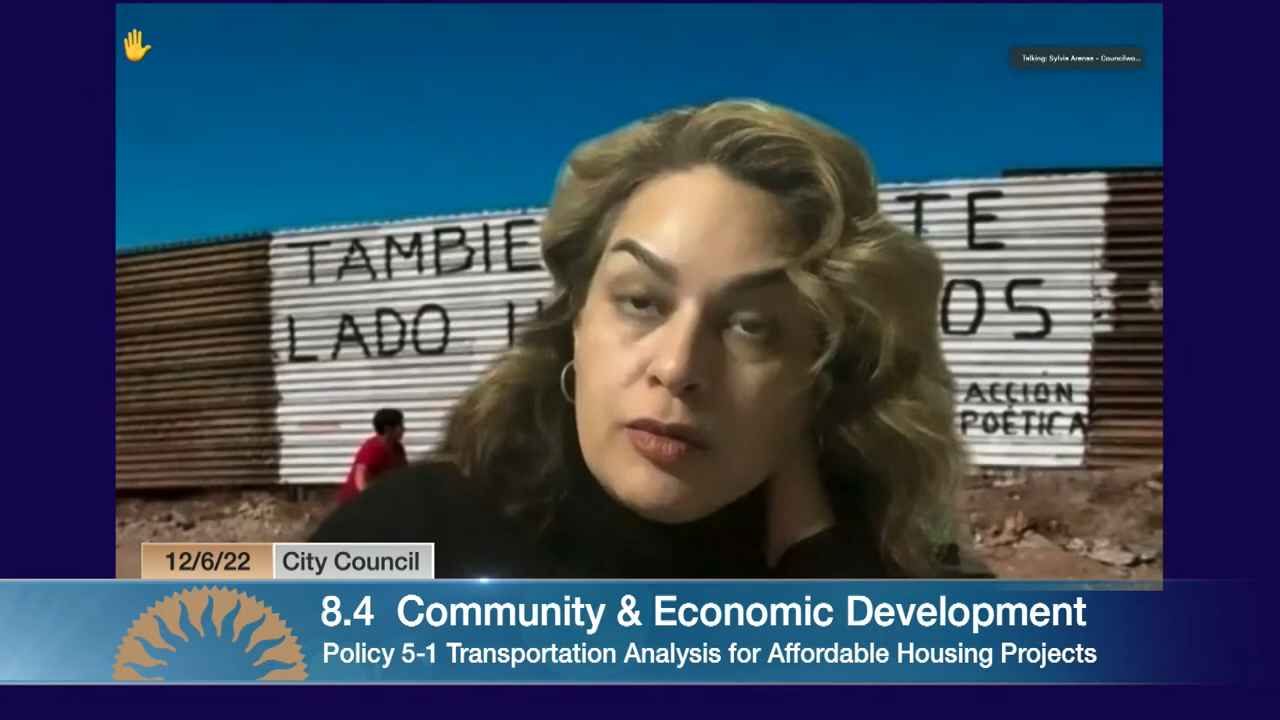 Talking: Sylvia Arenas - Councilwo...
TAMBIE TE
LADO OS
ACCIÓN
POÉTICA
12/6/22 City Council
8.4 Community & Economic Development
Policy 5-1 Transportation Analysis for Affordable Housing Projects